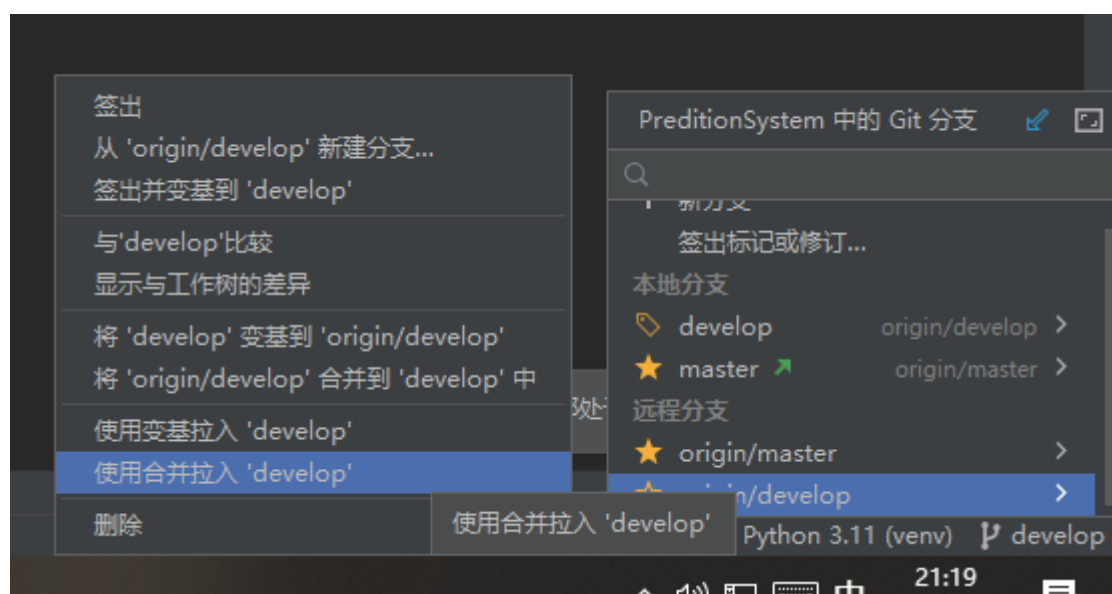 签出
从 'origin/develop' 新建分支...
签出并变基到 'develop'
与'develop'比较
显示与工作树的差异
将 'develop' 变基到 'origin/develop'
将 'origin/develop' 合并到 'develop' 中
使用变基拉入 'develop'
使用合并拉入 'develop'
删除
使用合并拉入 'develop'
PreditionSystem 中的 Git 分支
新分支
签出标记或修订...
本地分支
develop origin/develop
master origin/master
远程分支
origin/master
n/develop
Python 3.11 (venv) develop
中 21:19